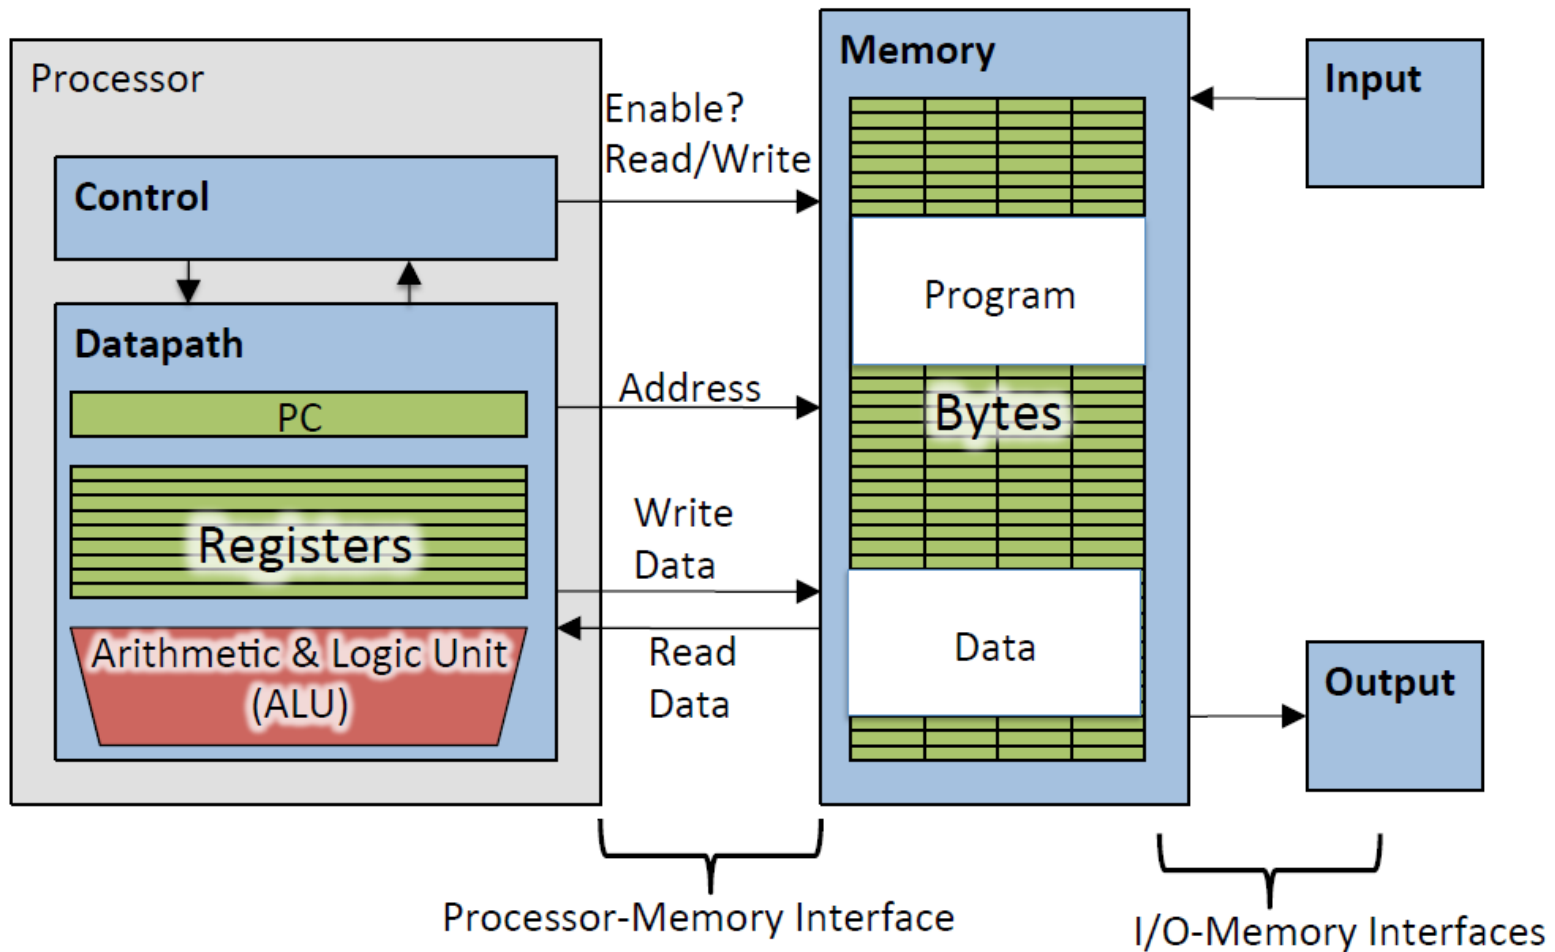 Processor
Control
Datapath
PC
Registers
Arithmetic & Logic Unit
(ALU)
Enable?
Read/Write
Address
Write
Data
Read
Data
Memory
Program
Bytes
Data
Input
Output
Processor-Memory Interface
I/O-Memory Interfaces